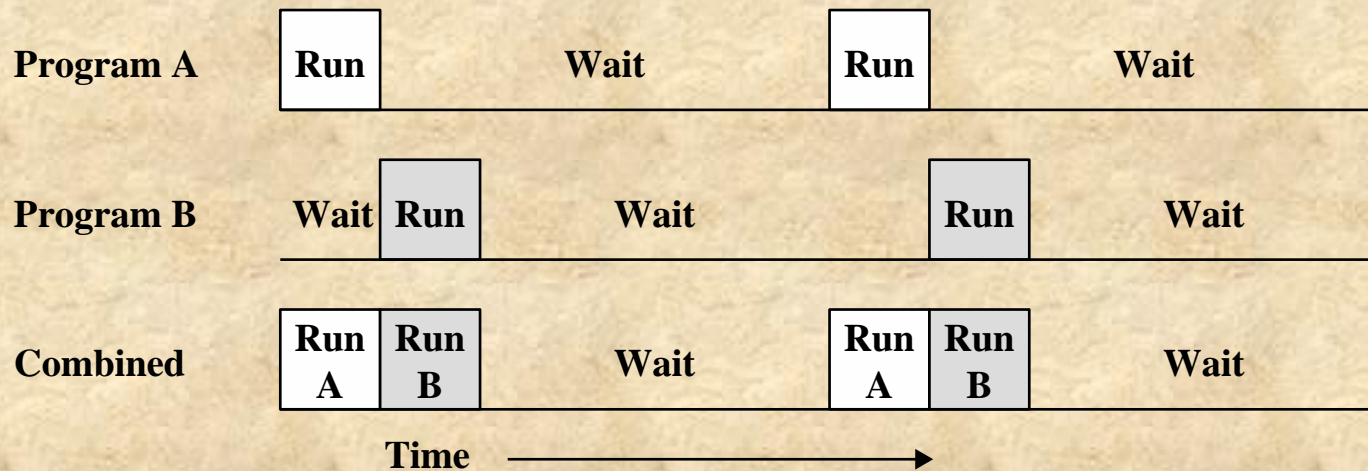 Program A Run Wait Run Wait
Program B Wait Run Wait Run Wait
Combined Run A Run B Wait Run A Run B Wait
Time